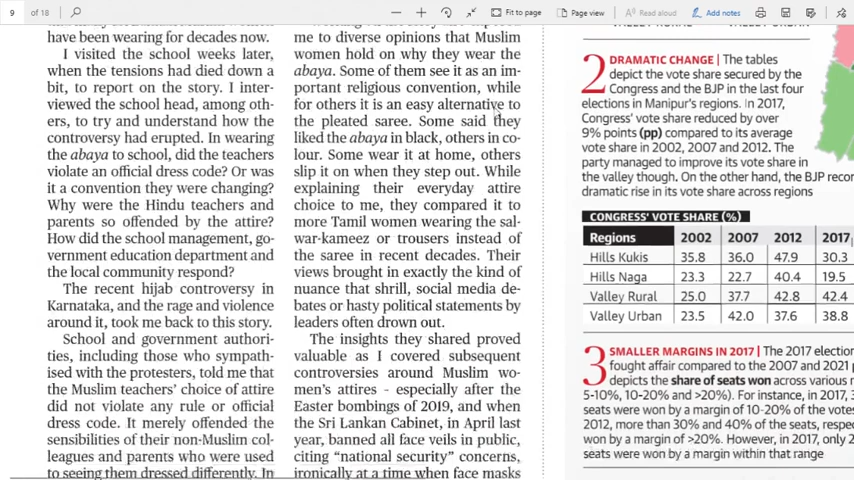 9 of 18
Fit to page
Page view
Read aloud
Add notes
have been wearing for decades now.
I visited the school weeks later,
when the tensions had died down a
bit, to report on the story. I inter-
viewed the school head, among oth-
ers, to try and understand how the
controversy had erupted. In wearing
the abaya to school, did the teachers
violate an official dress code? Or was
it a convention they were changing?
Why were the Hindu teachers and
parents so offended by the attire?
How did the school management, go-
vernment education department and
the local community respond?
The recent hijab controversy in
Karnataka, and the rage and violence
around it, took me back to this story.
School and government authori-
ties, including those who sympath-
ised with the protesters, told me that
the Muslim teachers' choice of attire
did not violate any rule or official
dress code. It merely offended the
sensibilities of their non-Muslim col-
leagues and parents who were used
to seeing them dressed differently. In
me to diverse opinions that Muslim
women hold on why they wear the
abaya. Some of them see it as an im-
portant religious convention, while
for others it is an easy alternative to
the pleated saree. Some said they
liked the abaya in black, others in co-
lour. Some wear it at home, others
slip it on when they step out. While
explaining their everyday attire
choice to me, they compared it to
more Tamil women wearing the sal-
war-kameez or trousers instead of
the saree in recent decades. Their
views brought in exactly the kind of
nuance that shrill, social media de-
bates or hasty political statements by
leaders often drown out.
The insights they shared proved
valuable as I covered subsequent
controversies around Muslim wo-
men's attires - especially after the
Easter bombings of 2019, and when
the Sri Lankan Cabinet, in April last
year, banned all face veils in public,
citing "national security" concerns,
ironically at a time when face masks
2 DRAMATIC CHANGE | The tables
depict the vote share secured by the
Congress and the BJP in the last four
elections in Manipur's regions. In 2017,
Congress' vote share reduced by over
9% points (pp) compared to its average
vote share in 2002, 2007 and 2012. The
party managed to improve its vote share in
the valley though. On the other hand, the BJP recor
dramatic rise in its vote share across regions
CONGRESS' VOTE SHARE (%)
Regions 2002 2007 2012 2017
Hills Kukis 35.8 36.0 47.9 30.3
Hills Naga 23.3 22.7 40.4 19.5
Valley Rural 25.0 37.7 42.8 42.4
Valley Urban 23.5 42.0 37.6 38.8
3 SMALLER MARGINS IN 2017 | The 2017 election
fought affair compared to the 2007 and 2021 p
depicts the share of seats won across various r
5-10%, 10-20% and >20%). For instance, in 2017, 3
seats were won by a margin of 10-20% of the votes
2012, more than 30% and 40% of the seats, respec
won by a margin of >20%. However, in 2017, only 2
seats were won by a margin within that range